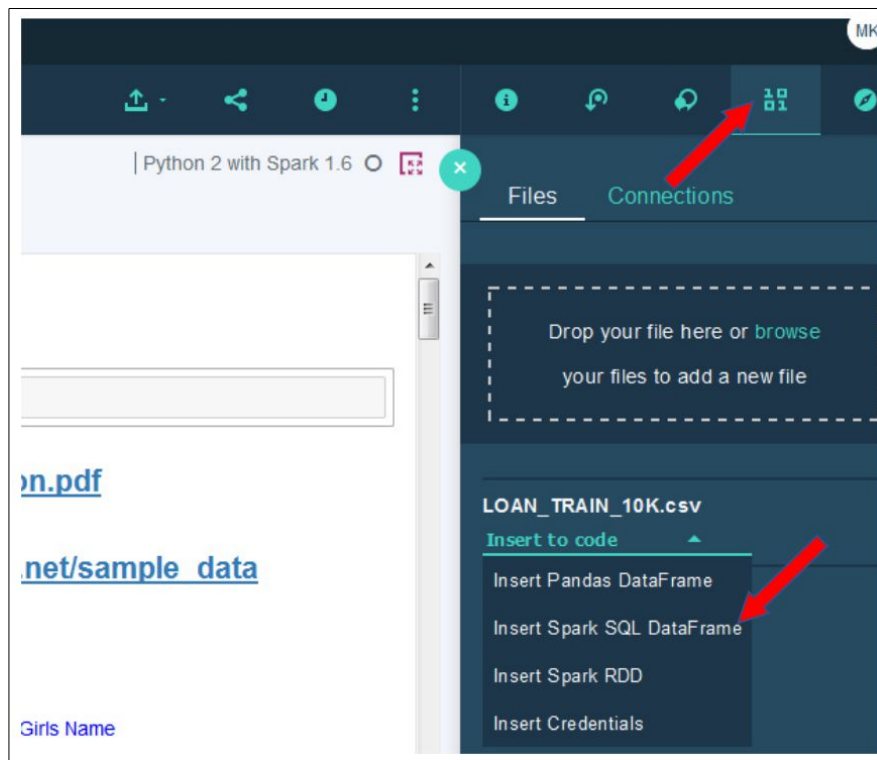 MK
| Python 2 with Spark 1.6
Files
Connections
Drop your file here or browse
your files to add a new file
on.pdf
.net/sample_data
Girls Name
LOAN_TRAIN_10K.csv
Insert to code
Insert Pandas DataFrame
Insert Spark SQL DataFrame
Insert Spark RDD
Insert Credentials